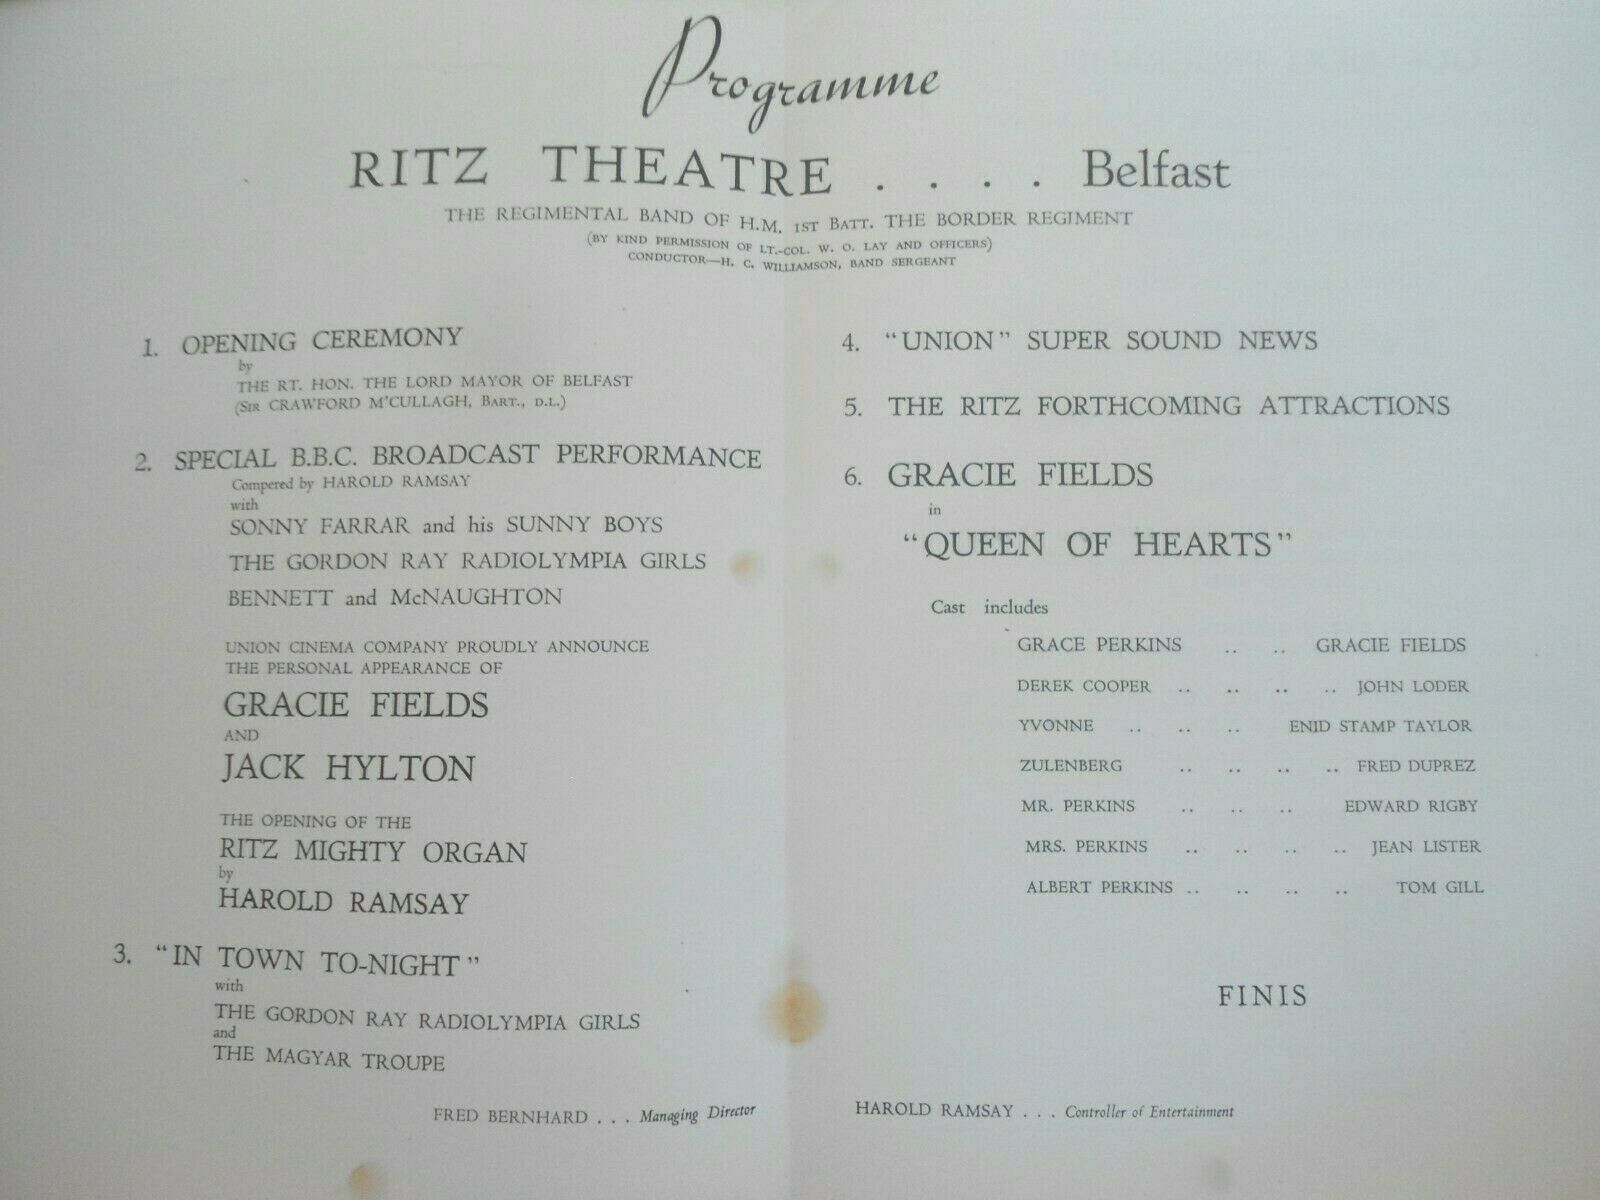 Programme
RITZ THEATRE . . . . Belfast
THE REGIMENTAL BAND OF H.M. 1ST BATT. THE BORDER REGIMENT
(BY KIND PERMISSION OF LT.-COL. W. O. LAY AND OFFICERS)
CONDUCTOR—H. C. WILLIAMSON, BAND SERGEANT
1. OPENING CEREMONY
by
THE RT. HON. THE LORD MAYOR OF BELFAST
(SIR CRAWFORD M'CULLAGH, BART., D.L.)
2. SPECIAL B.B.C. BROADCAST PERFORMANCE
Compered by HAROLD RAMSAY
with
SONNY FARRAR and his SUNNY BOYS
THE GORDON RAY RADIOLYMPIA GIRLS
BENNETT and McNAUGHTON
UNION CINEMA COMPANY PROUDLY ANNOUNCE
THE PERSONAL APPEARANCE OF
GRACIE FIELDS
AND
JACK HYLTON
THE OPENING OF THE
RITZ MIGHTY ORGAN
by
HAROLD RAMSAY
3. "IN TOWN TO-NIGHT"
with
THE GORDON RAY RADIOLYMPIA GIRLS
and
THE MAGYAR TROUPE
FRED BERNHARD . . . Managing Director
4. "UNION" SUPER SOUND NEWS
5. THE RITZ FORTHCOMING ATTRACTIONS
6. GRACIE FIELDS
in
"QUEEN OF HEARTS"
Cast includes
GRACE PERKINS .. .. GRACIE FIELDS
DEREK COOPER .. .. .. .. JOHN LODER
YVONNE .. .. .. ENID STAMP TAYLOR
ZULENBERG .. .. .. .. FRED DUPREZ
MR. PERKINS .. .. .. EDWARD RIGBY
MRS. PERKINS .. .. .. .. JEAN LISTER
ALBERT PERKINS .. .. .. .. TOM GILL
FINIS
HAROLD RAMSAY . . . Controller of Entertainment